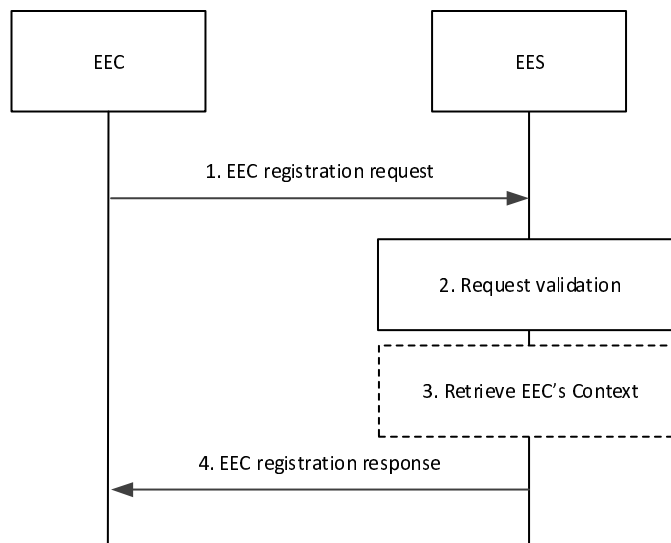 EEC
EES
1. EEC registration request
2. Request validation
3. Retrieve EEC’s Context
4. EEC registration response